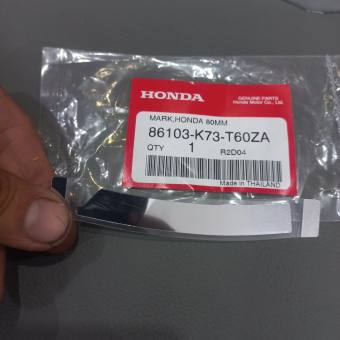 HONDA
GENUINE PARTS
Honda Motor Co., Ltd.
MARK,HONDA 80MM
86103-K73-T60ZA
QTY 1 R2D04
Made in THAILAND